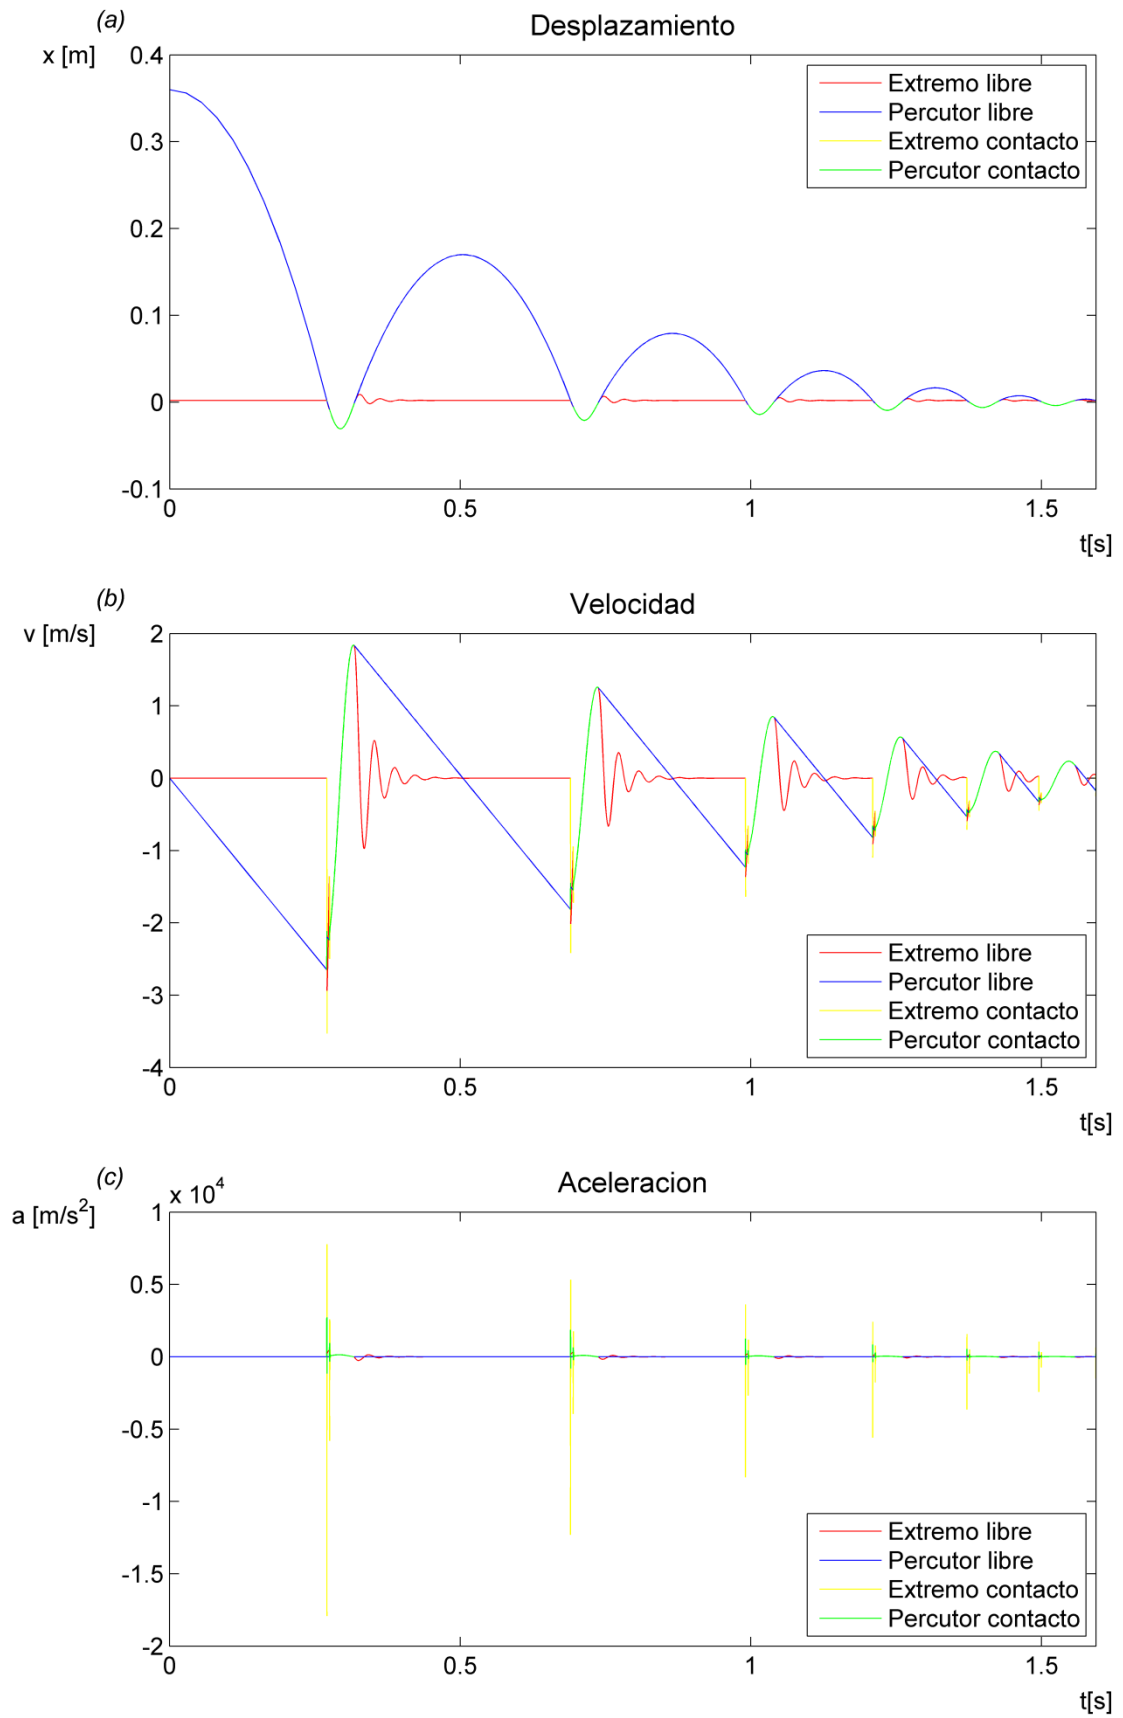 (a)
Desplazamiento
x [m]
0.4
0.3
0.2
0.1
0
-0.1
0 0.5 1 1.5
t[s]
Extremo libre
Percutor libre
Extremo contacto
Percutor contacto
(b)
Velocidad
v [m/s]
2
1
0
-1
-2
-3
-4
0 0.5 1 1.5
t[s]
Extremo libre
Percutor libre
Extremo contacto
Percutor contacto
(c)
Aceleracion
x 10^4
a [m/s^2]
1
0.5
0
-0.5
-1
-1.5
-2
0 0.5 1 1.5
t[s]
Extremo libre
Percutor libre
Extremo contacto
Percutor contacto